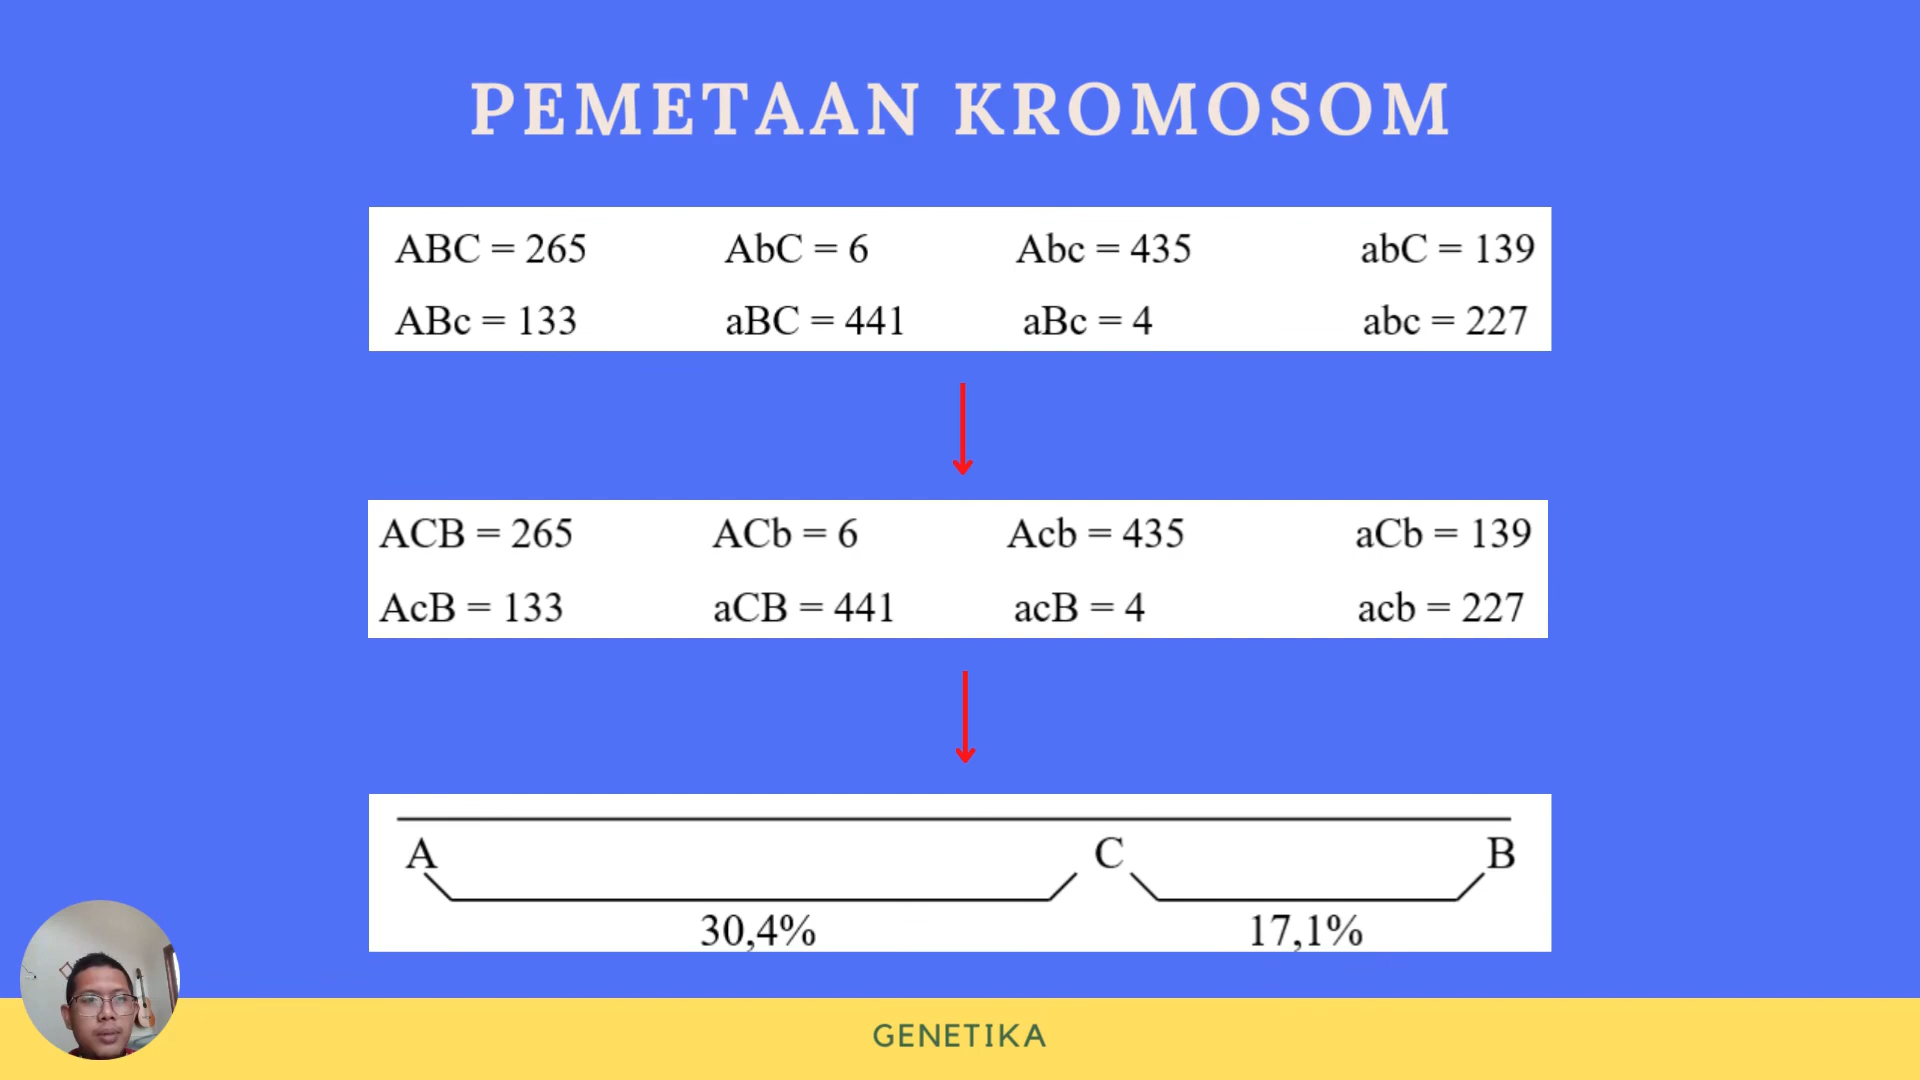 PEMETAAN KROMOSOM
ABC = 265 AbC = 6 Abc = 435 abC = 139
ABc = 133 aBC = 441 aBc = 4 abc = 227
ACB = 265 ACb = 6 Acb = 435 aCb = 139
AcB = 133 aCB = 441 acB = 4 acb = 227
A C B
30,4% 17,1%
GENETIKA